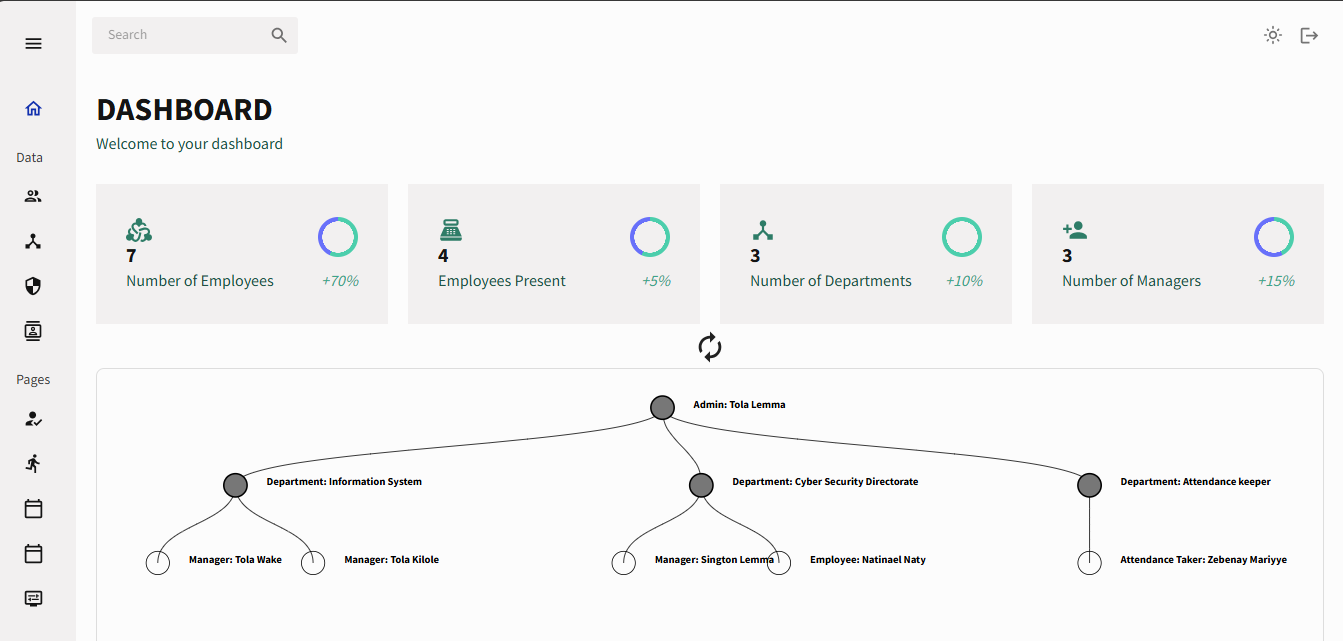 Search
DASHBOARD
Welcome to your dashboard
Data
Pages
7
Number of Employees
+70%
4
Employees Present
+5%
3
Number of Departments
+10%
3
Number of Managers
+15%
Admin: Tola Lemma
Department: Information System
Department: Cyber Security Directorate
Department: Attendance keeper
Manager: Tola Wake
Manager: Tola Kilole
Manager: Sington Lemma
Employee: Natinael Naty
Attendance Taker: Zebenay Mariyye